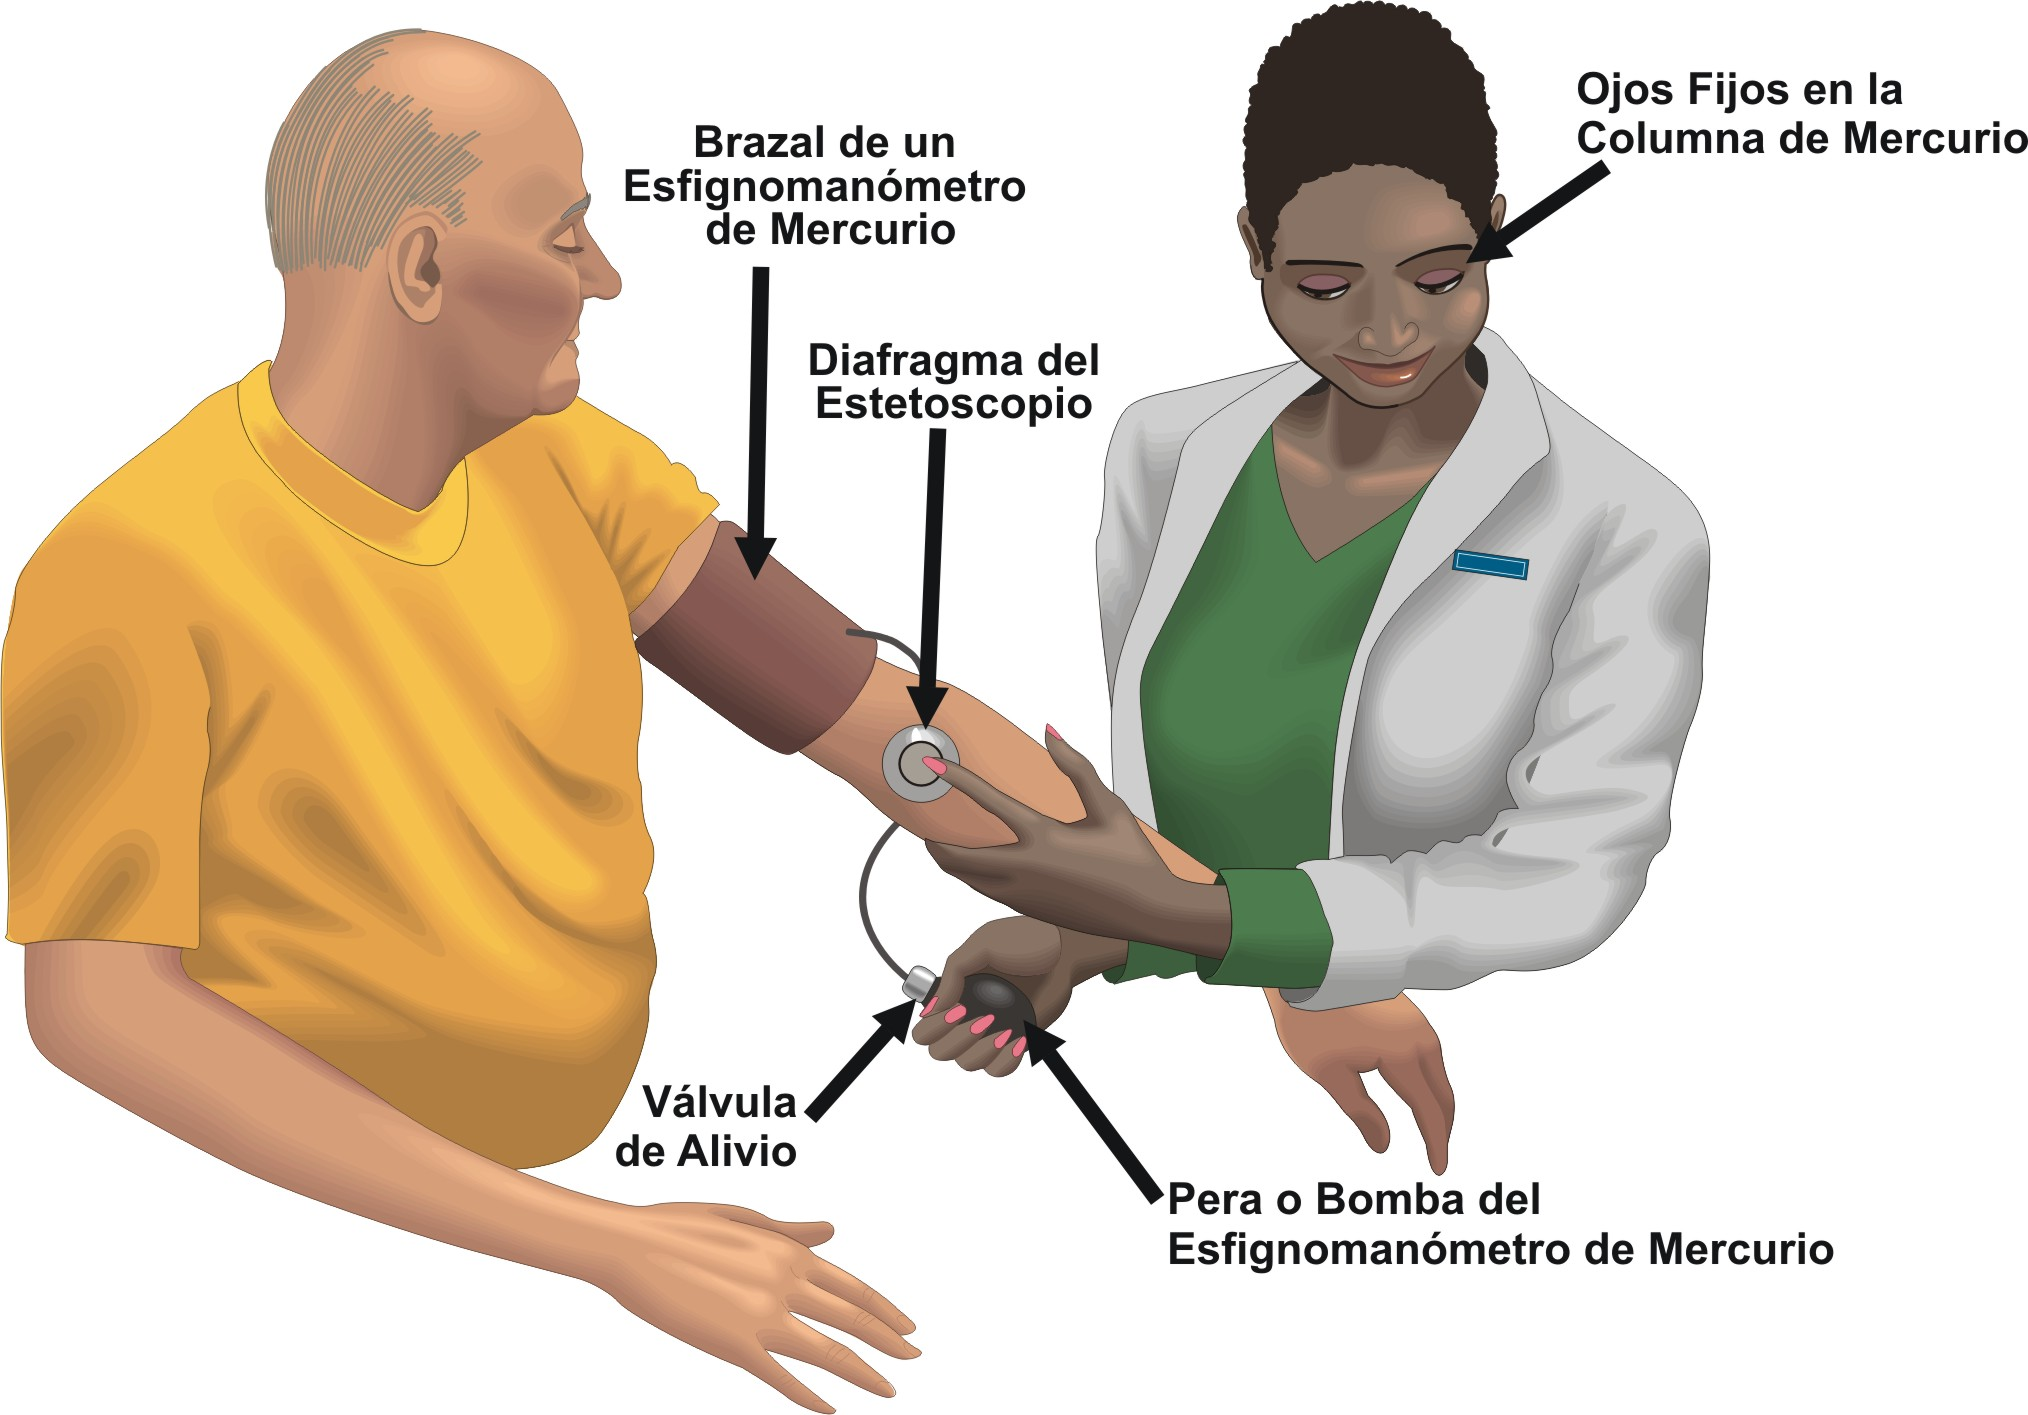 Ojos Fijos en la
Columna de Mercurio
Brazal de un
Esfignomanómetro
de Mercurio
Diafragma del
Estetoscopio
Válvula
de Alivio
Pera o Bomba del
Esfignomanómetro de Mercurio